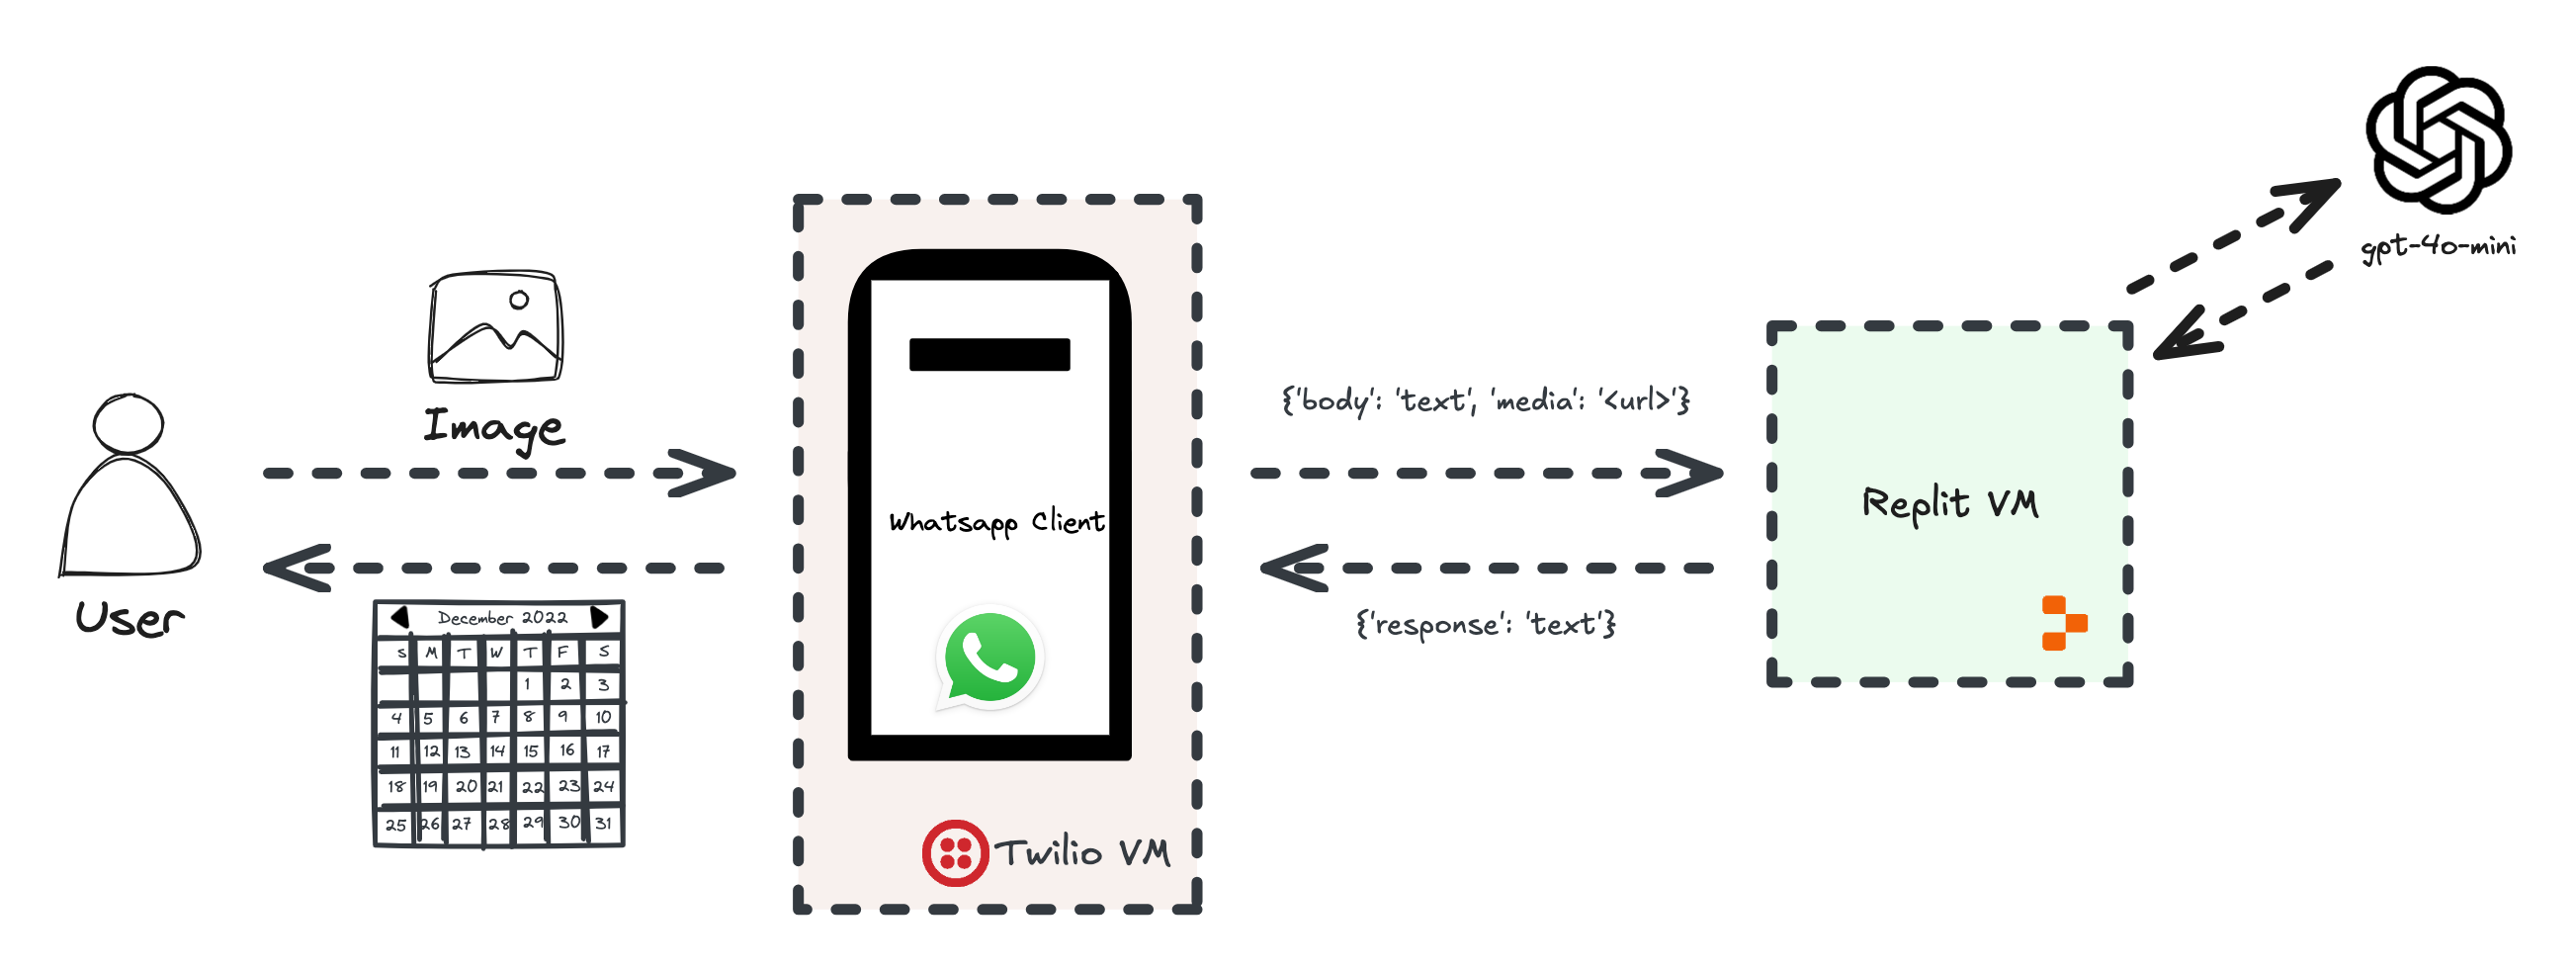 Image
User
December 2022
S M T W T F S
1 2 3
4 5 6 7 8 9 10
11 12 13 14 15 16 17
18 19 20 21 22 23 24
25 26 27 28 29 30 31
Whatsapp Client
Twilio VM
{'body': 'text', 'media': '<url>'}
{'response': 'text'}
Replit VM
gpt-4o-mini